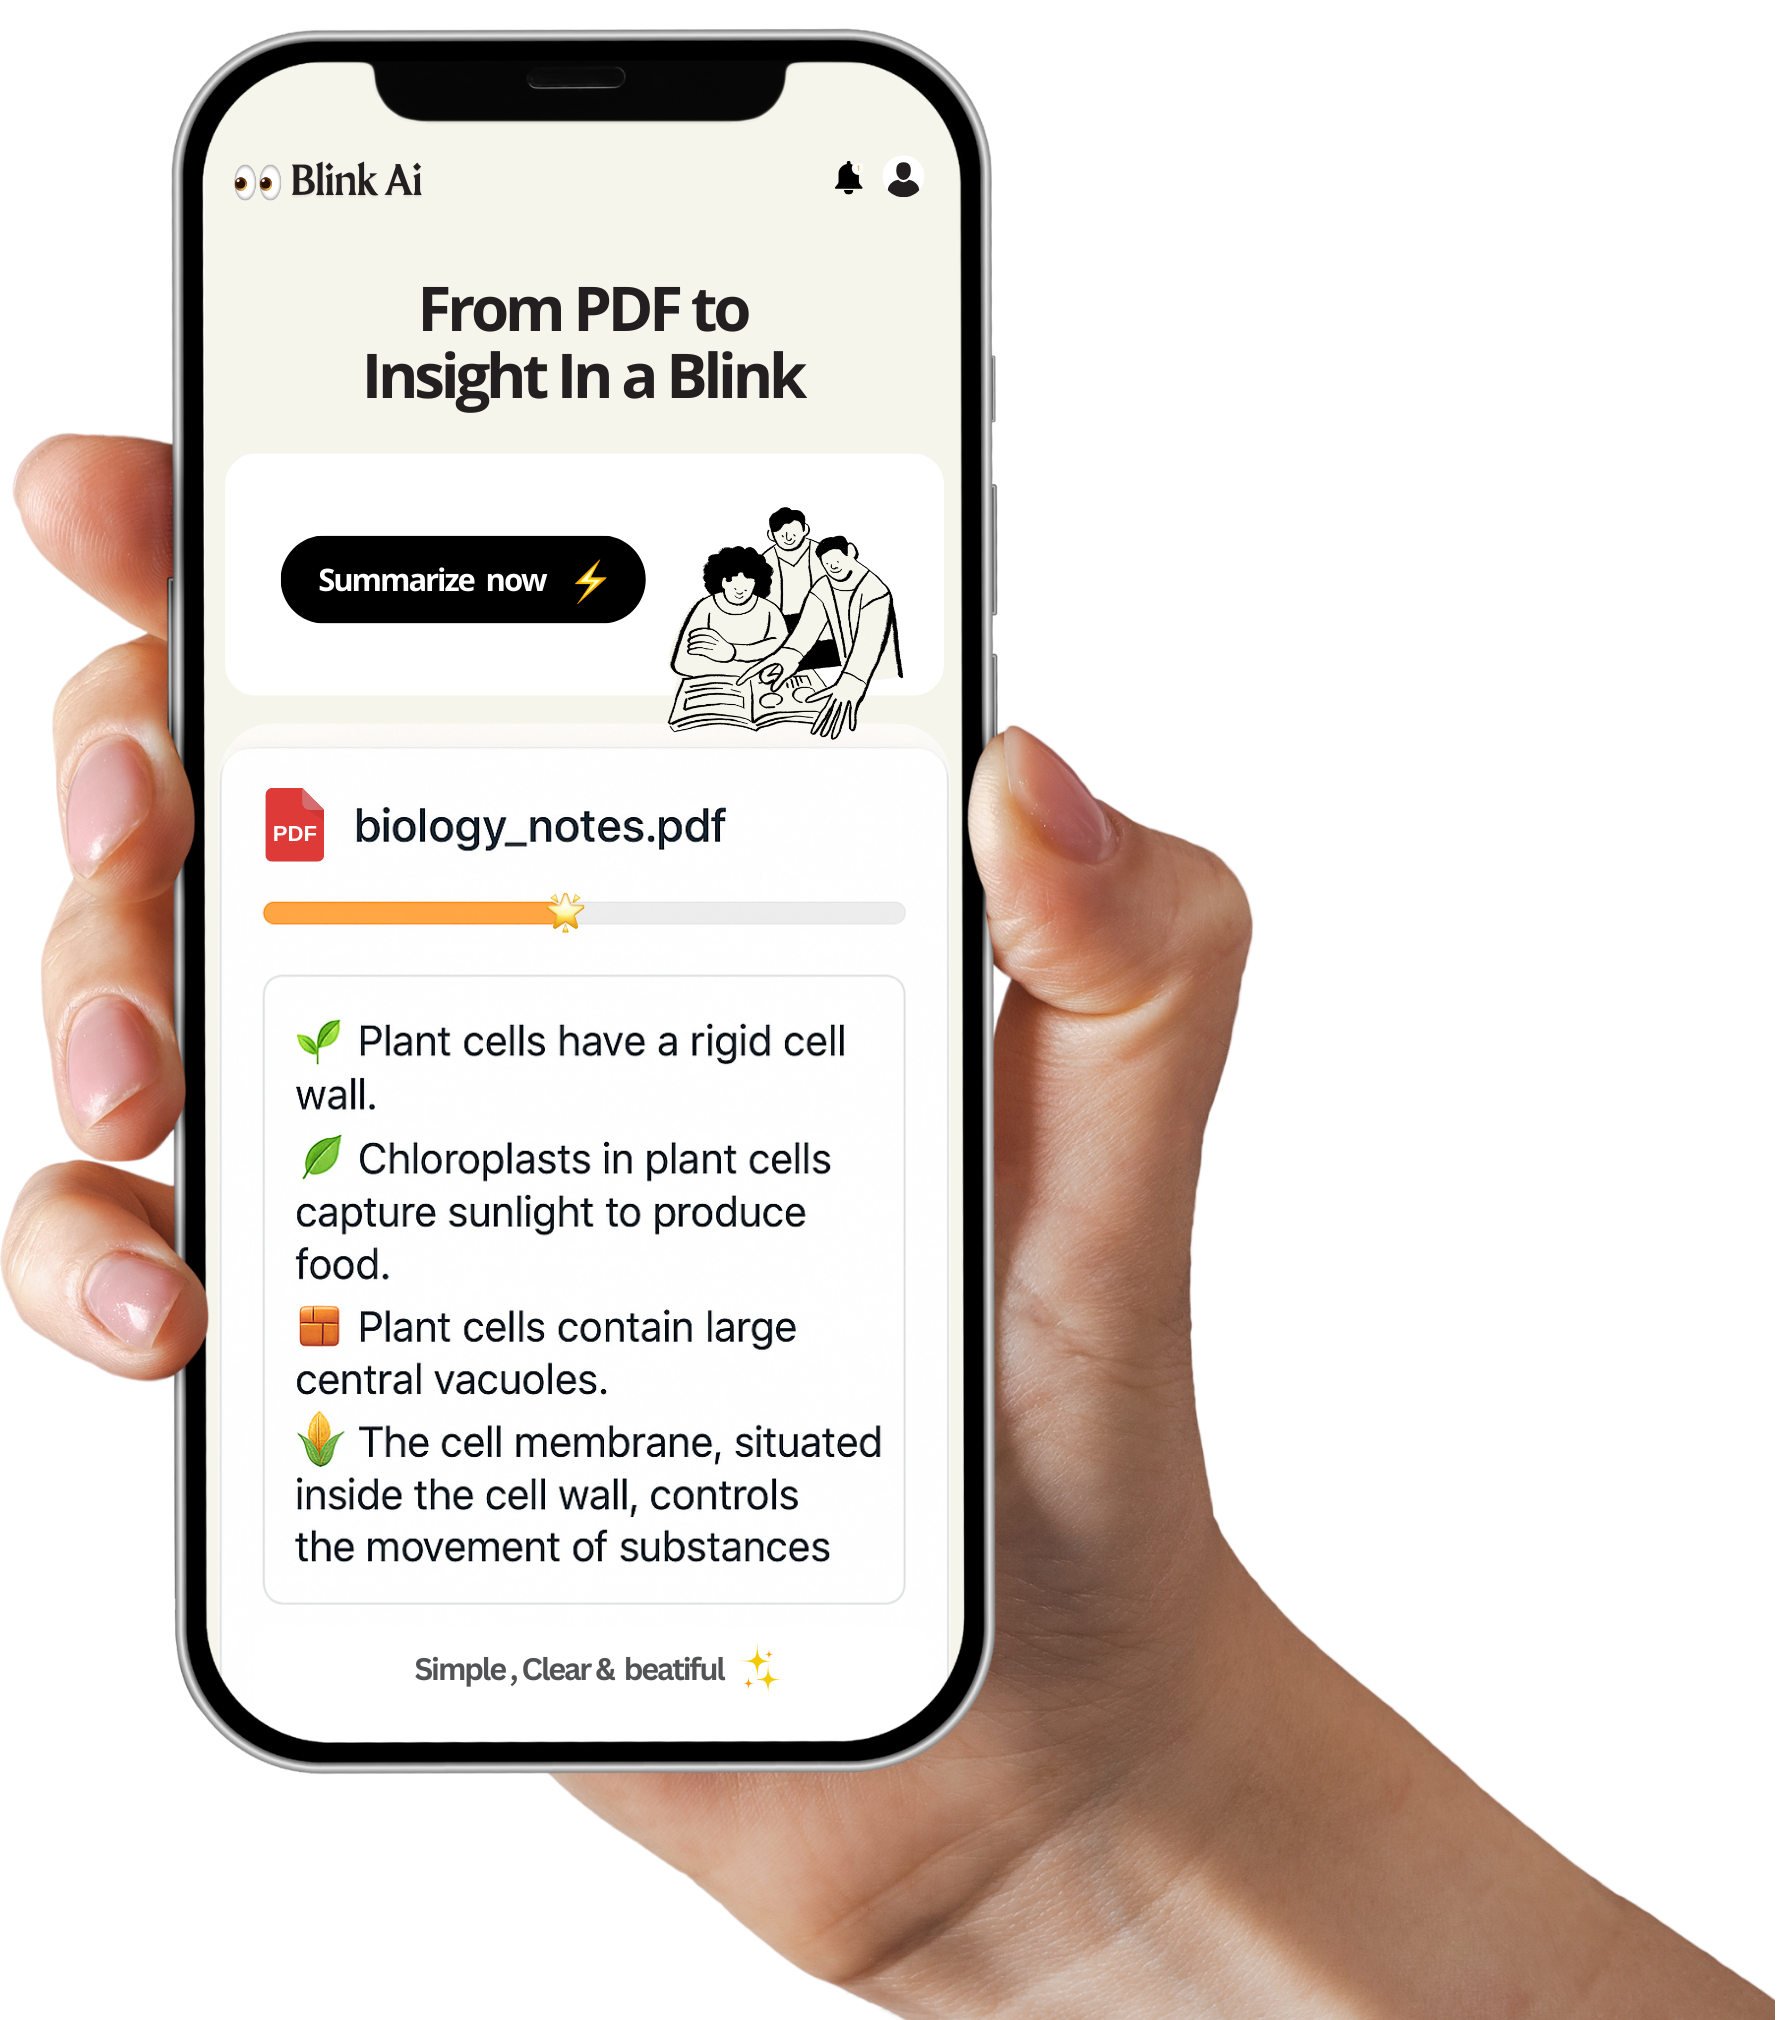 👀 Blink Ai
From PDF to
Insight In a Blink
Summarize now ⚡
PDF
biology_notes.pdf
🌱 Plant cells have a rigid cell
wall.
🍃 Chloroplasts in plant cells
capture sunlight to produce
food.
🧱 Plant cells contain large
central vacuoles.
🌽 The cell membrane, situated
inside the cell wall, controls
the movement of substances
Simple, Clear & beatiful ✨